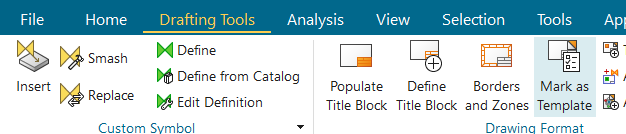 File Home Drafting Tools Analysis View Selection Tools
Insert
Smash
Replace
Define
Define from Catalog
Edit Definition
Custom Symbol
Populate
Title Block
Define
Title Block
Borders
and Zones
Mark as
Template
Drawing Format